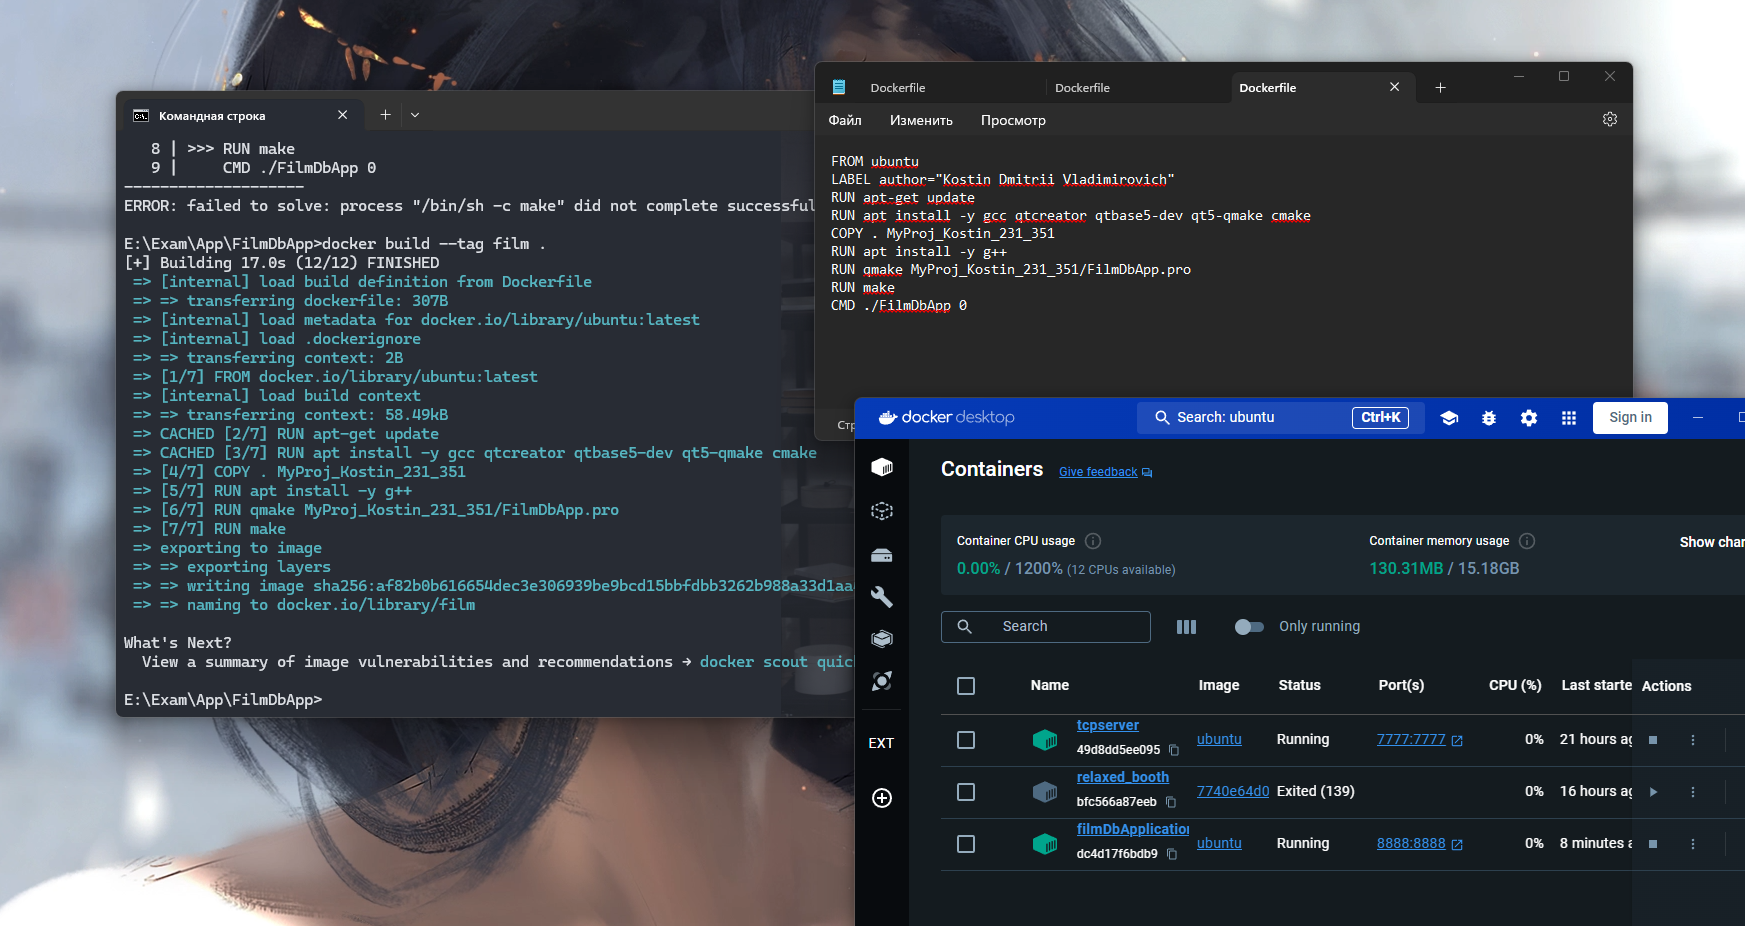 Командная строка
8 | >>> RUN make
9 |     CMD ./FilmDbApp 0
--------------------
ERROR: failed to solve: process "/bin/sh -c make" did not complete successful
E:\Exam\App\FilmDbApp>docker build --tag film .
[+] Building 17.0s (12/12) FINISHED
=> [internal] load build definition from Dockerfile
=> => transferring dockerfile: 307B
=> [internal] load metadata for docker.io/library/ubuntu:latest
=> [internal] load .dockerignore
=> => transferring context: 2B
=> [1/7] FROM docker.io/library/ubuntu:latest
=> [internal] load build context
=> => transferring context: 58.49kB
=> CACHED [2/7] RUN apt-get update
=> CACHED [3/7] RUN apt install -y gcc qtcreator qtbase5-dev qt5-qmake cmake
=> [4/7] COPY . MyProj_Kostin_231_351
=> [5/7] RUN apt install -y g++
=> [6/7] RUN qmake MyProj_Kostin_231_351/FilmDbApp.pro
=> [7/7] RUN make
=> exporting to image
=> => exporting layers
=> => writing image sha256:af82b0b616654dec3e306939be9bcd15bbfdbb3262b988a33d1aa
=> => naming to docker.io/library/film
What's Next?
View a summary of image vulnerabilities and recommendations → docker scout quic
E:\Exam\App\FilmDbApp>
Dockerfile Dockerfile Dockerfile
Файл Изменить Просмотр
FROM ubuntu
LABEL author="Kostin Dmitrii Vladimirovich"
RUN apt-get update
RUN apt install -y gcc qtcreator qtbase5-dev qt5-qmake cmake
COPY . MyProj_Kostin_231_351
RUN apt install -y g++
RUN qmake MyProj_Kostin_231_351/FilmDbApp.pro
RUN make
CMD ./FilmDbApp 0
Стр
docker desktop Search: ubuntu Ctrl+K Sign in
Containers Give feedback
Container CPU usage Container memory usage Show char
0.00% / 1200% (12 CPUs available) 130.31MB / 15.18GB
Search Only running
Name Image Status Port(s) CPU (%) Last starte Actions
tcpserver
49d8dd5ee095 ubuntu Running 7777:7777 0% 21 hours ag
relaxed_booth
bfc566a87eeb 7740e64d0 Exited (139) 0% 16 hours ag
filmDbApplication
dc4d17f6bdb9 ubuntu Running 8888:8888 0% 8 minutes a
EXT